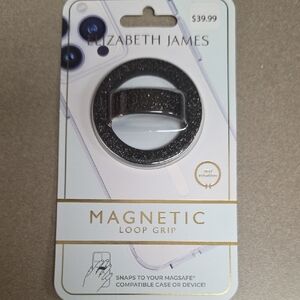 $39.99
ELIZABETH JAMES
MAGNETIC
LOOP GRIP
SNAPS TO YOUR MAGSAFE®
COMPATIBLE CASE OR DEVICE!